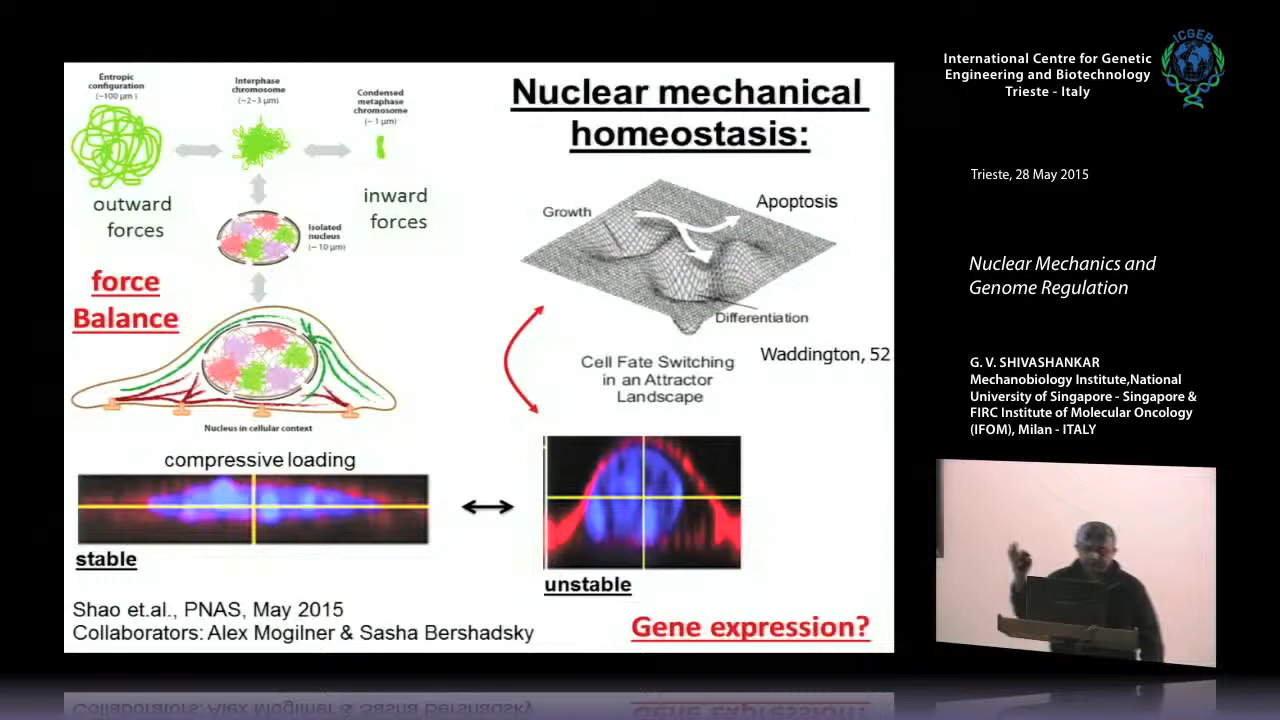 Entropic
configuration
(~100 µm )
Interphase
chromosome
(~2–3 µm)
Condensed
metaphase
chromosome
(~ 1 µm)
outward
forces
inward
forces
Isolated
nucleus
(~ 10 µm)
force
Balance
Nucleus in cellular context
compressive loading
stable
Shao et.al., PNAS, May 2015
Collaborators: Alex Mogilner & Sasha Bershadsky
Nuclear mechanical
homeostasis:
Growth
Apoptosis
Differentiation
Waddington, 52
Cell Fate Switching
in an Attractor
Landscape
unstable
Gene expression?
International Centre for Genetic
Engineering and Biotechnology
Trieste - Italy
ICGEB
Trieste, 28 May 2015
Nuclear Mechanics and
Genome Regulation
G. V. SHIVASHANKAR
Mechanobiology Institute,National
University of Singapore - Singapore &
FIRC Institute of Molecular Oncology
(IFOM), Milan - ITALY